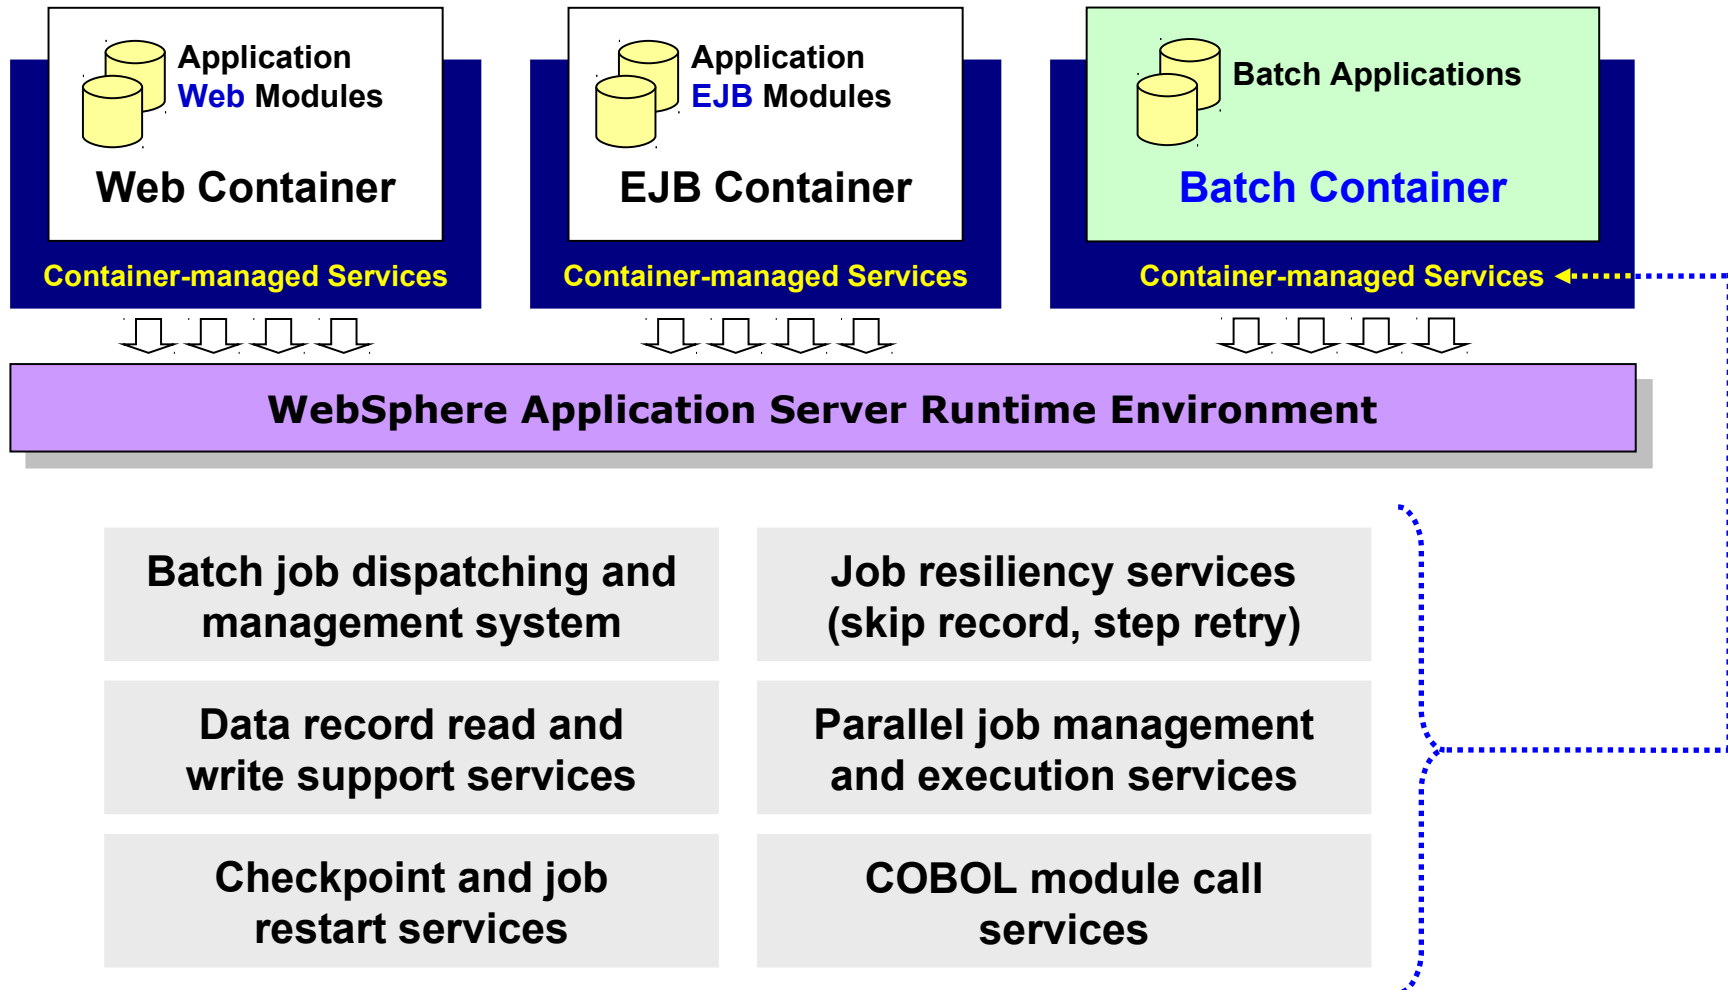 Application
Web Modules
Web Container
Container-managed Services
Application
EJB Modules
EJB Container
Container-managed Services
Batch Applications
Batch Container
Container-managed Services
WebSphere Application Server Runtime Environment
Batch job dispatching and
management system
Job resiliency services
(skip record, step retry)
Data record read and
write support services
Parallel job management
and execution services
Checkpoint and job
restart services
COBOL module call
services